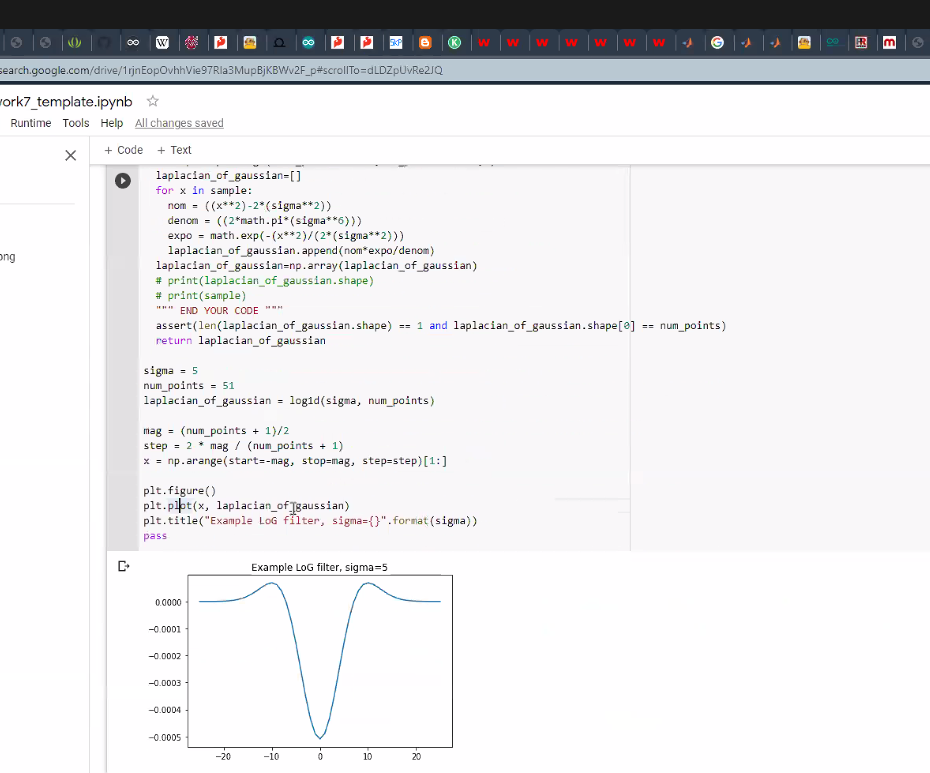 search.google.com/drive/1rjnEopOvhhVie97RIa3MupBjKBWv2F_p#scrollTo=dLDZpUvRe2JQ
work7_template.ipynb
Runtime Tools Help All changes saved
+ Code + Text
laplacian_of_gaussian=[]
for x in sample:
nom = ((x**2)-2*(sigma**2))
denom = ((2*math.pi*(sigma**6)))
expo = math.exp(-(x**2)/(2*(sigma**2)))
laplacian_of_gaussian.append(nom*expo/denom)
ong
laplacian_of_gaussian=np.array(laplacian_of_gaussian)
# print(laplacian_of_gaussian.shape)
# print(sample)
""" END YOUR CODE """
assert(len(laplacian_of_gaussian.shape) == 1 and laplacian_of_gaussian.shape[0] == num_points)
return laplacian_of_gaussian
sigma = 5
num_points = 51
laplacian_of_gaussian = log1d(sigma, num_points)
mag = (num_points + 1)/2
step = 2 * mag / (num_points + 1)
x = np.arange(start=-mag, stop=mag, step=step)[1:]
plt.figure()
plt.plot(x, laplacian_of_gaussian)
plt.title("Example LoG filter, sigma={}".format(sigma))
pass
Example LoG filter, sigma=5
0.0000
−0.0001
−0.0002
−0.0003
−0.0004
−0.0005
−20 −10 0 10 20